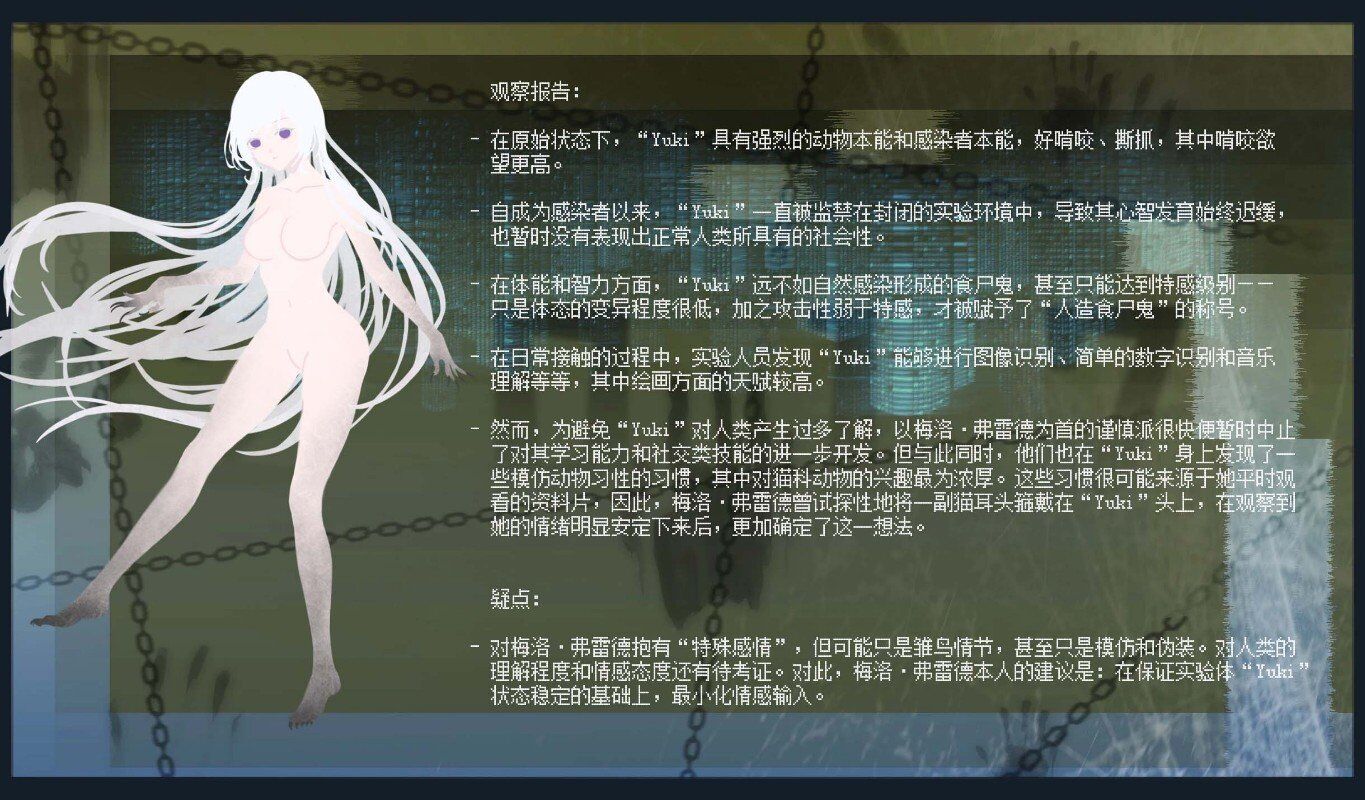 观察报告：
- 在原始状态下，“Yuki”具有强烈的动物本能和感染者本能，好啃咬、撕抓，其中啃咬欲
望更高。
- 自成为感染者以来，“Yuki”一直被监禁在封闭的实验环境中，导致其心智发育始终迟缓，
也暂时没有表现出正常人类所具有的社会性。
- 在体能和智力方面，“Yuki”远不如自然感染形成的食尸鬼，甚至只能达到特感级别——
只是体态的变异程度很低，加之攻击性弱于特感，才被赋予了“人造食尸鬼”的称号。
- 在日常接触的过程中，实验人员发现“Yuki”能够进行图像识别、简单的数字识别和音乐
理解等等，其中绘画方面的天赋较高。
- 然而，为避免“Yuki”对人类产生过多了解，以梅洛·弗雷德为首的谨慎派很快便暂时中止
了对其学习能力和社交类技能的进一步开发。但与此同时，他们也在“Yuki”身上发现了一
些模仿动物习性的习惯，其中对猫科动物的兴趣最为浓厚。这些习惯很可能来源于她平时观
看的资料片，因此，梅洛·弗雷德曾试探性地将一副猫耳头箍戴在“Yuki”头上，在观察到
她的情绪明显安定下来后，更加确定了这一想法。
疑点：
- 对梅洛·弗雷德抱有“特殊感情”，但可能只是雏鸟情节，甚至只是模仿和伪装。对人类的
理解程度和情感态度还有待考证。对此，梅洛·弗雷德本人的建议是：在保证实验体“Yuki”
状态稳定的基础上，最小化情感输入。